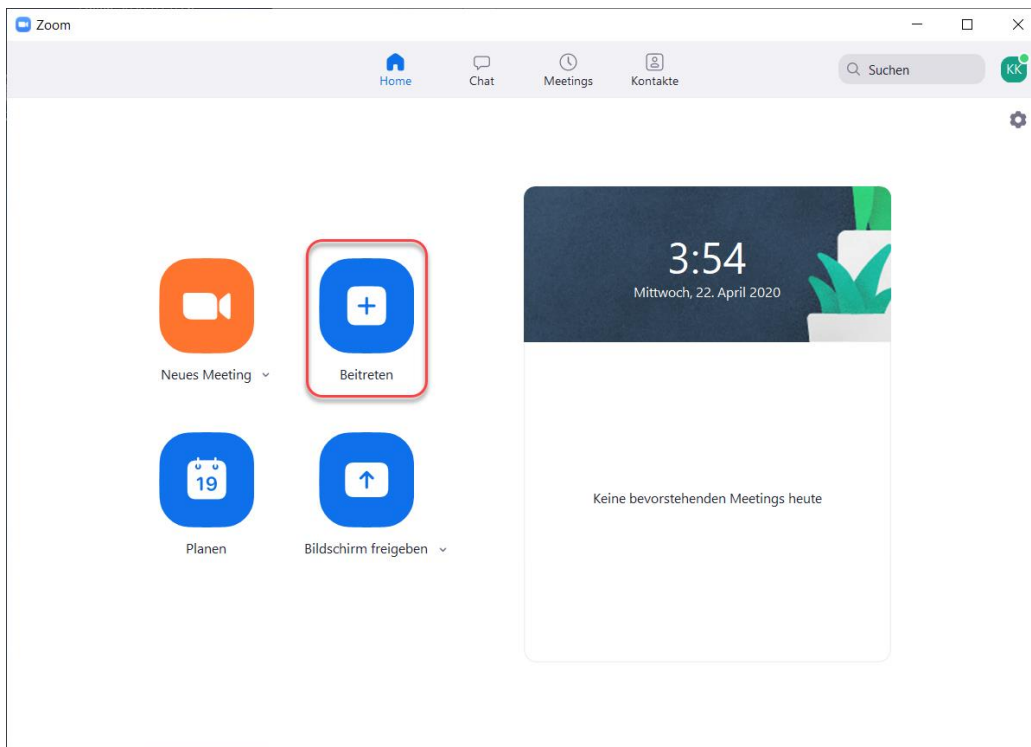 Zoom
Home
Chat
Meetings
Kontakte
Suchen
KK
3:54
Mittwoch, 22. April 2020
Neues Meeting
Beitreten
19
Planen
Bildschirm freigeben
Keine bevorstehenden Meetings heute